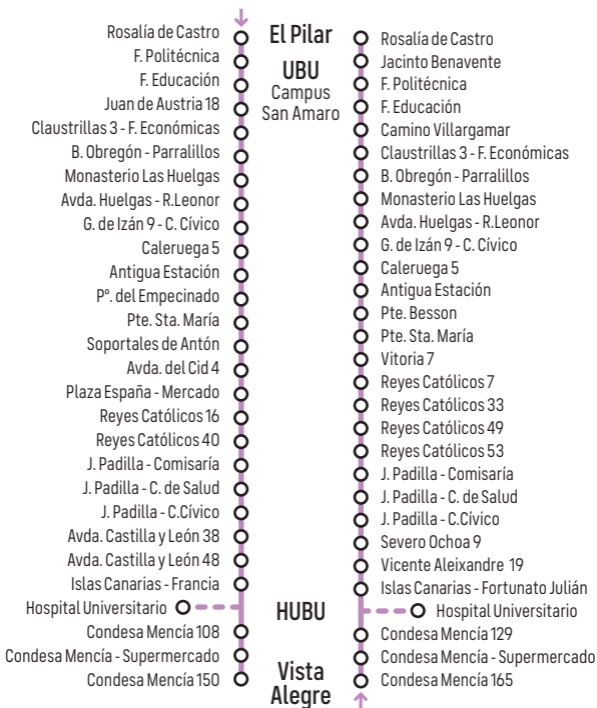 Rosalía de Castro
F. Politécnica
F. Educación
Juan de Austria 18
Claustrillas 3 - F. Económicas
B. Obregón - Parralillos
Monasterio Las Huelgas
Avda. Huelgas - R.Leonor
G. de Izán 9 - C. Cívico
Caleruega 5
Antigua Estación
Pº. del Empecinado
Pte. Sta. María
Soportales de Antón
Avda. del Cid 4
Plaza España - Mercado
Reyes Católicos 16
Reyes Católicos 40
J. Padilla - Comisaría
J. Padilla - C. de Salud
J. Padilla - C.Cívico
Avda. Castilla y León 38
Avda. Castilla y León 48
Islas Canarias - Francia
Hospital Universitario
Condesa Mencía 108
Condesa Mencía - Supermercado
Condesa Mencía 150
El Pilar
UBU
Campus
San Amaro
HUBU
Vista
Alegre
Rosalía de Castro
Jacinto Benavente
F. Politécnica
F. Educación
Camino Villargamar
Claustrillas 3 - F. Económicas
B. Obregón - Parralillos
Monasterio Las Huelgas
Avda. Huelgas - R.Leonor
G. de Izán 9 - C. Cívico
Caleruega 5
Antigua Estación
Pte. Besson
Pte. Sta. María
Vitoria 7
Reyes Católicos 7
Reyes Católicos 33
Reyes Católicos 49
Reyes Católicos 53
J. Padilla - Comisaría
J. Padilla - C. de Salud
J. Padilla - C.Cívico
Severo Ochoa 9
Vicente Aleixandre 19
Islas Canarias - Fortunato Julián
Hospital Universitario
Condesa Mencía 129
Condesa Mencía - Supermercado
Condesa Mencía 165